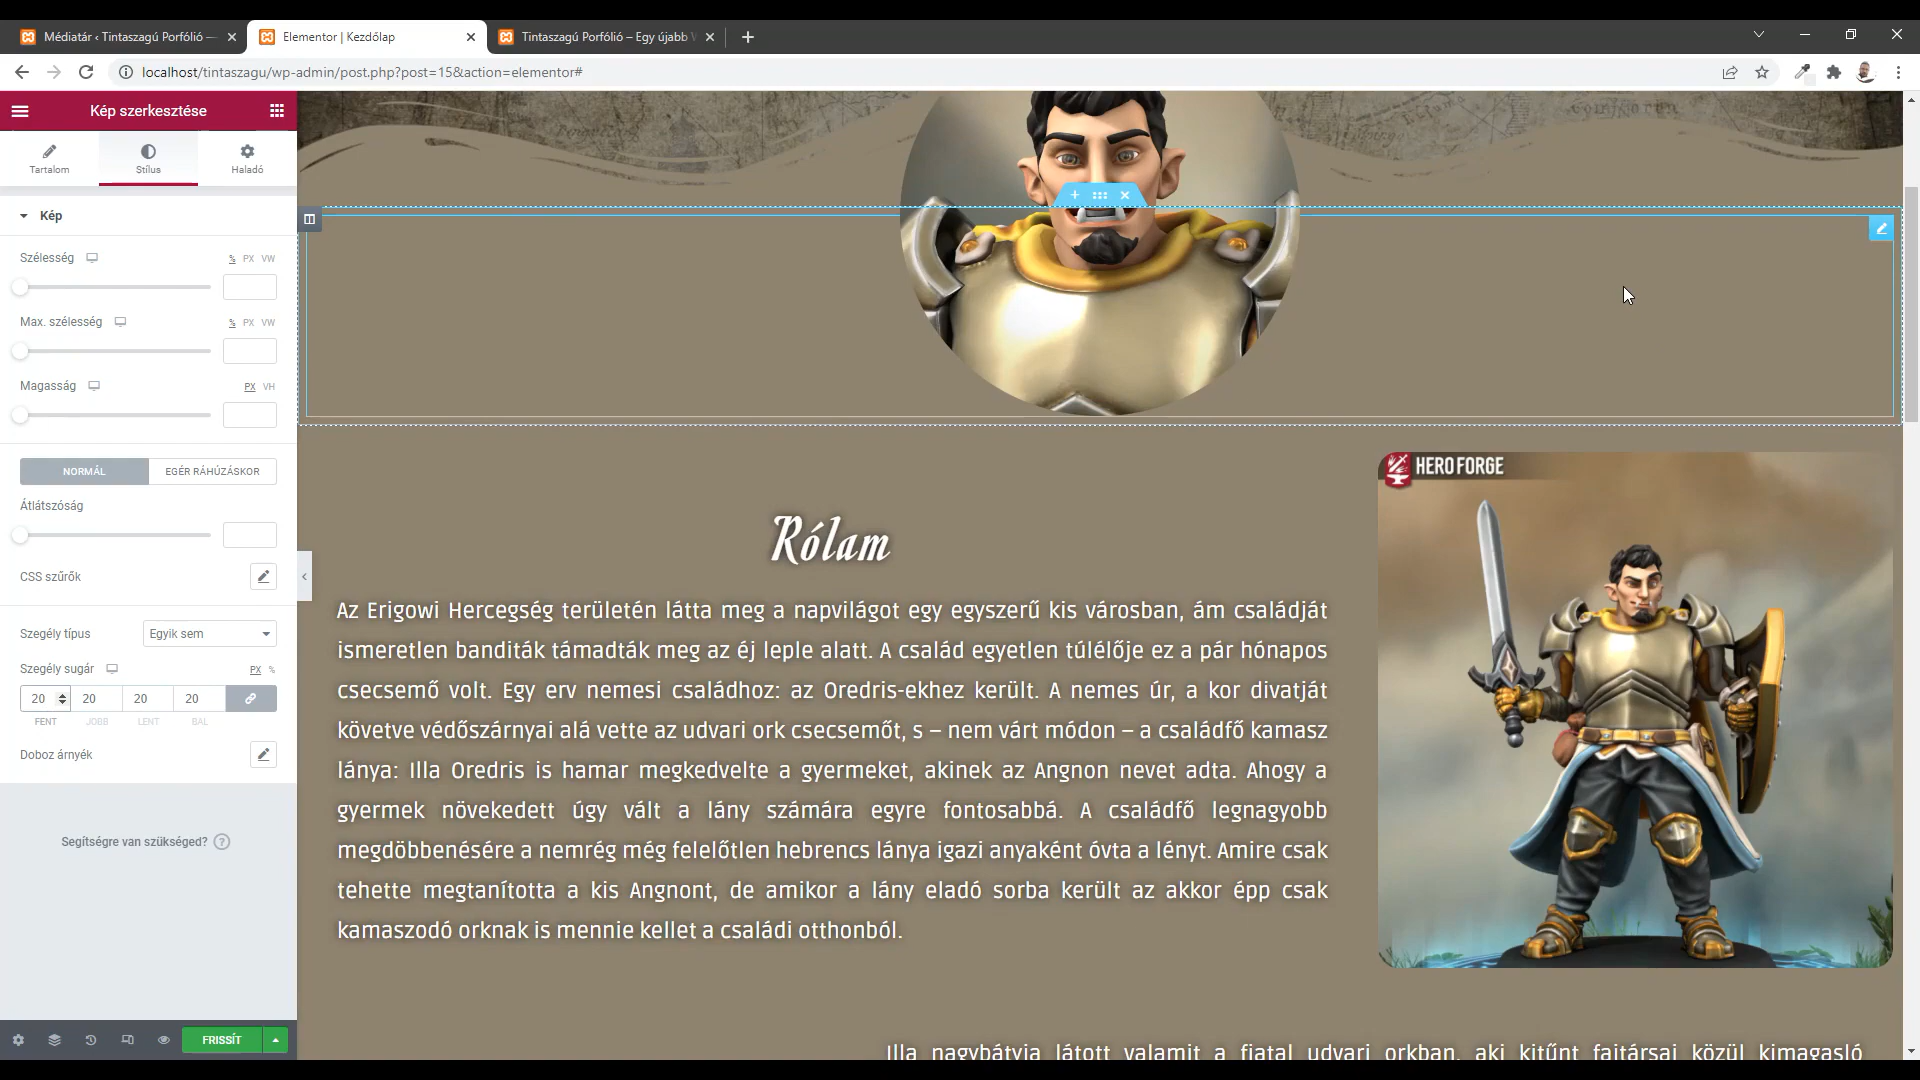 Médiatár ‹ Tintaszagú Porfólió —
Elementor | Kezdőlap
Tintaszagú Porfólió – Egy újabb
localhost/tintaszagu/wp-admin/post.php?post=15&action=elementor#
Kép szerkesztése
Tartalom
Stílus
Haladó
Kép
Szélesség
% PX VW
Max. szélesség
% PX VW
Magasság
PX VH
NORMÁL
EGÉR RÁHÚZÁSKOR
Átlátszóság
CSS szűrők
Szegély típus
Egyik sem
Szegély sugár
PX %
20 20 20 20
FENT JOBB LENT BAL
Doboz árnyék
Segítségre van szükséged? ?
FRISSÍT
HERO FORGE
Rólam
Az Erigowi Hercegség területén látta meg a napvilágot egy egyszerű kis városban, ám családját
ismeretlen banditák támadták meg az éj leple alatt. A család egyetlen túlélője ez a pár hónapos
csecsemő volt. Egy erv nemesi családhoz: az Oredris-ekhez került. A nemes úr, a kor divatját
követve védőszárnyai alá vette az udvari ork csecsemőt, s – nem várt módon – a családfő kamasz
lánya: Illa Oredris is hamar megkedvelte a gyermeket, akinek az Angnon nevet adta. Ahogy a
gyermek növekedett úgy vált a lány számára egyre fontosabbá. A családfő legnagyobb
megdöbbenésére a nemrég még felelőtlen hebrencs lánya igazi anyaként óvta a lényt. Amire csak
tehette megtanította a kis Angnont, de amikor a lány eladó sorba került az akkor épp csak
kamaszodó orknak is mennie kellet a családi otthonból.
Illa nagybátyja látott valamit a fiatal udvari orkban, aki kitűnt fajtársai közül kimagasló